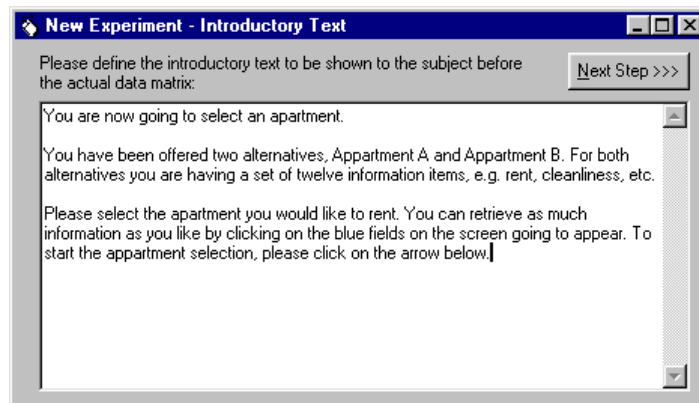 New Experiment - Introductory Text
Please define the introductory text to be shown to the subject before
the actual data matrix:
Next Step >>>
You are now going to select an apartment.
You have been offered two alternatives, Appartment A and Appartment B. For both
alternatives you are having a set of twelve information items, e.g. rent, cleanliness, etc.
Please select the apartment you would like to rent. You can retrieve as much
information as you like by clicking on the blue fields on the screen going to appear. To
start the appartment selection, please click on the arrow below.